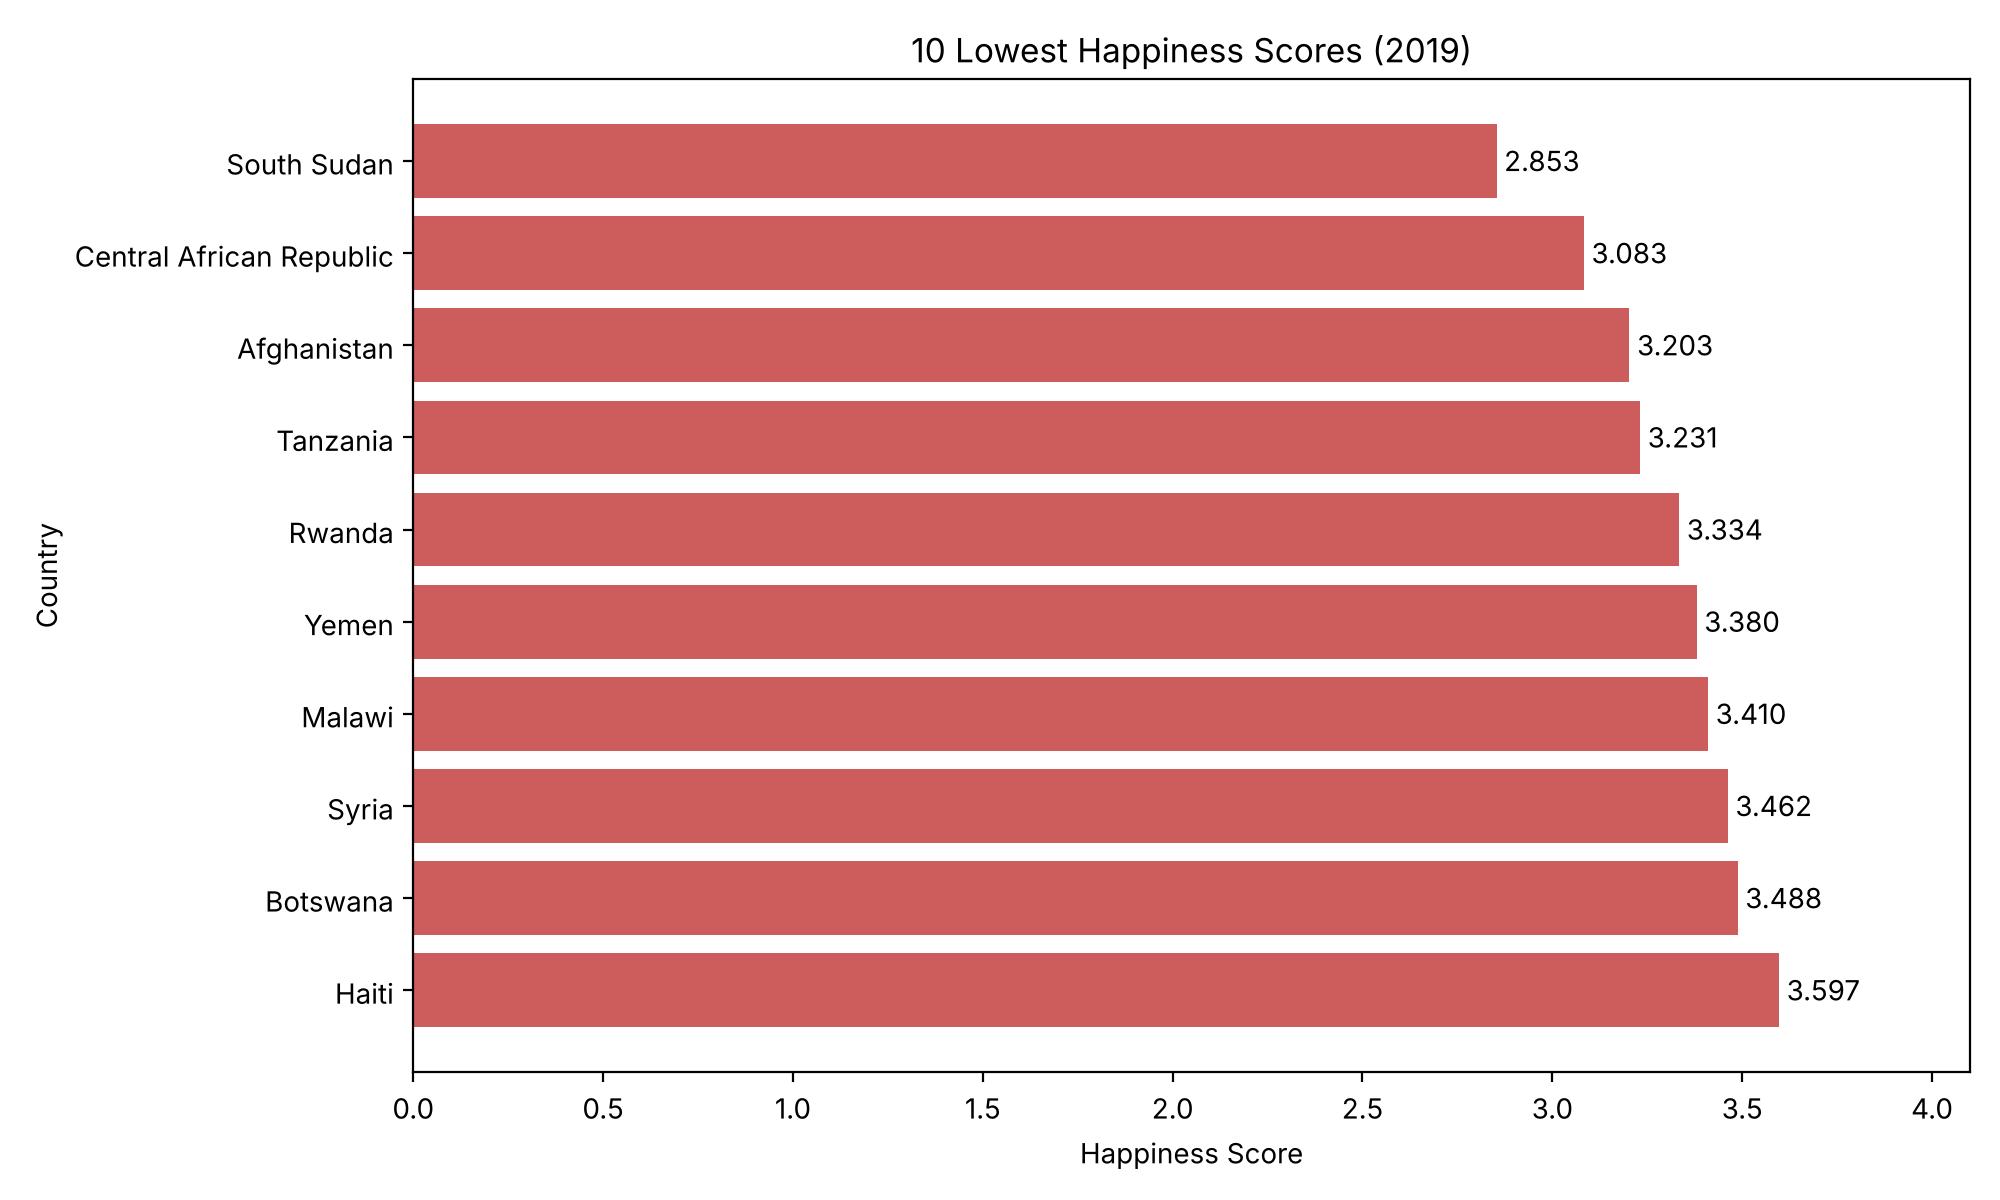 10 Lowest Happiness Scores (2019)
South Sudan 2.853
Central African Republic 3.083
Afghanistan 3.203
Tanzania 3.231
Rwanda 3.334
Yemen 3.380
Malawi 3.410
Syria 3.462
Botswana 3.488
Haiti 3.597
Country
0.0 0.5 1.0 1.5 2.0 2.5 3.0 3.5 4.0
Happiness Score